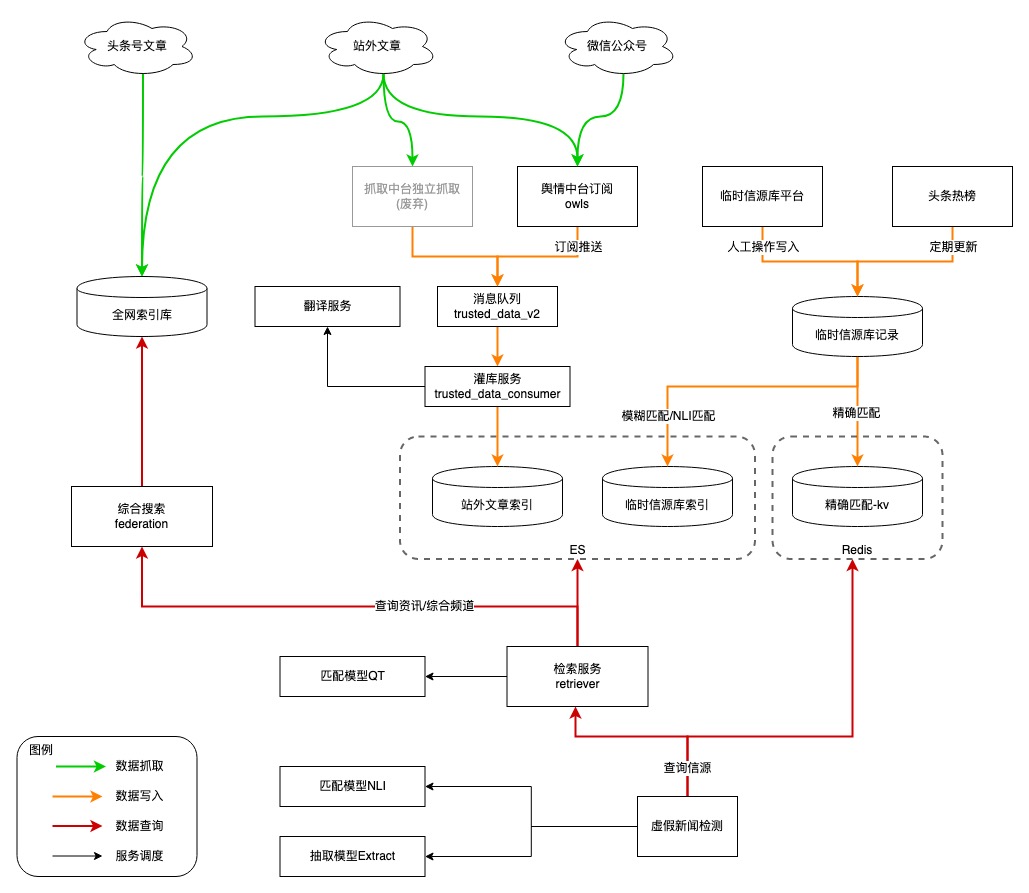 头条号文章
站外文章
微信公众号
抓取中台独立抓取
(废弃)
舆情中台订阅
owls
临时信源库平台
头条热榜
订阅推送
人工操作写入
定期更新
全网索引库
翻译服务
消息队列
trusted_data_v2
临时信源库记录
灌库服务
trusted_data_consumer
模糊匹配/NLI匹配
精确匹配
站外文章索引
临时信源库索引
精确匹配-kv
综合搜索
federation
ES
Redis
查询资讯/综合频道
检索服务
retriever
匹配模型QT
图例
数据抓取
数据写入
数据查询
服务调度
查询信源
匹配模型NLI
虚假新闻检测
抽取模型Extract